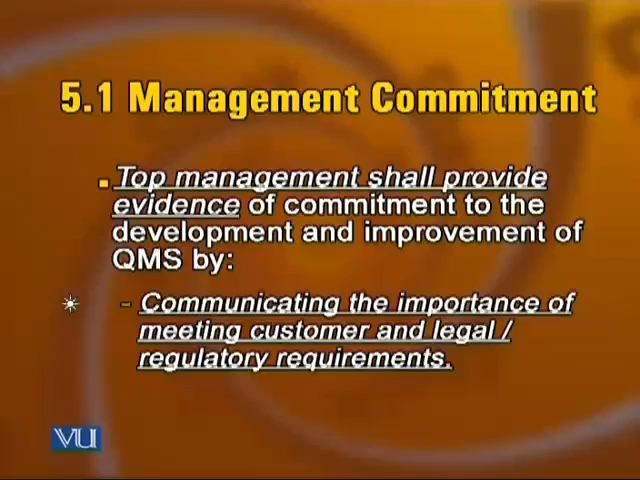 5.1 Management Commitment
Top management shall provide
evidence of commitment to the
development and improvement of
QMS by:
- Communicating the importance of
meeting customer and legal /
regulatory requirements.
VU